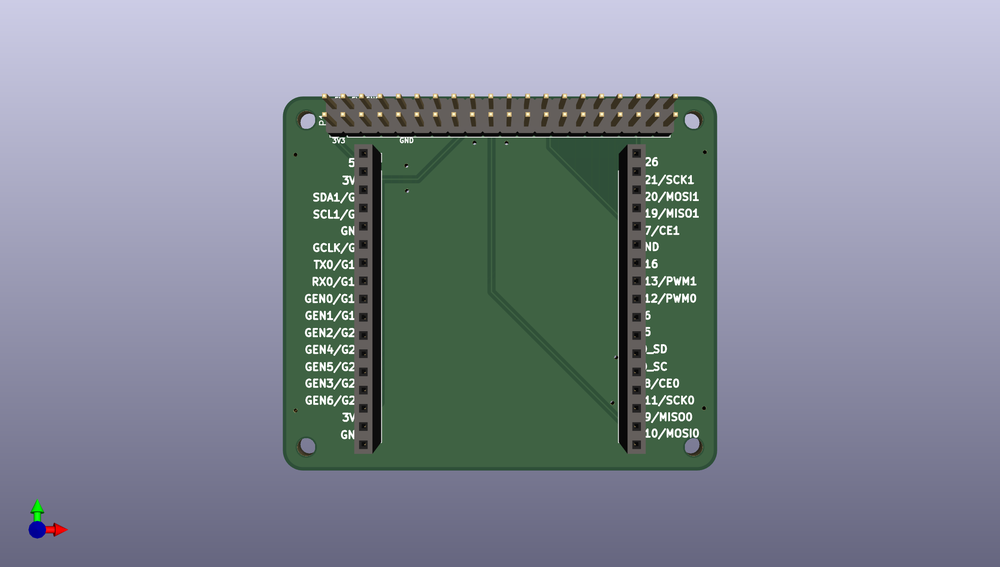 P1
3V3
GND
5
3V
SDA1/G
SCL1/G
GN
GCLK/G
TX0/G1
RX0/G1
GEN0/G1
GEN1/G1
GEN2/G2
GEN4/G2
GEN5/G2
GEN3/G2
GEN6/G2
3V
GN
26
21/SCK1
20/MOSI1
19/MISO1
7/CE1
ND
16
13/PWM1
12/PWM0
6
5
_SD
_SC
8/CE0
11/SCK0
9/MISO0
10/MOSI0